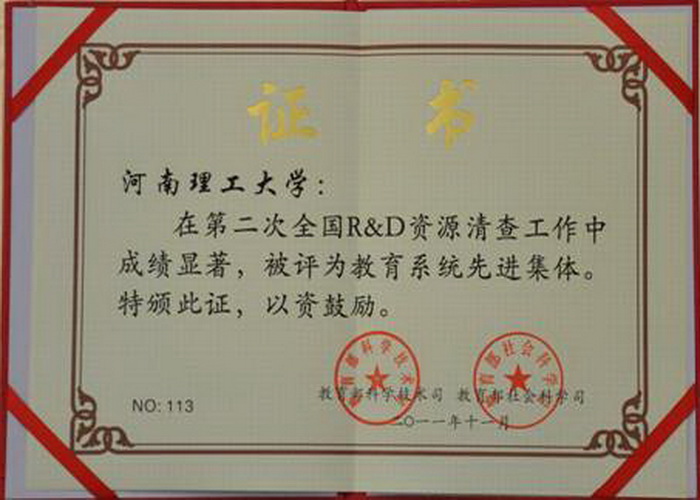 证 书
河南理工大学：
在第二次全国R&D资源清查工作中
成绩显著，被评为教育系统先进集体。
特颁此证，以资鼓励。
教育部科学技术司 教育部社会科学司
NO: 113
二〇一一年十一月